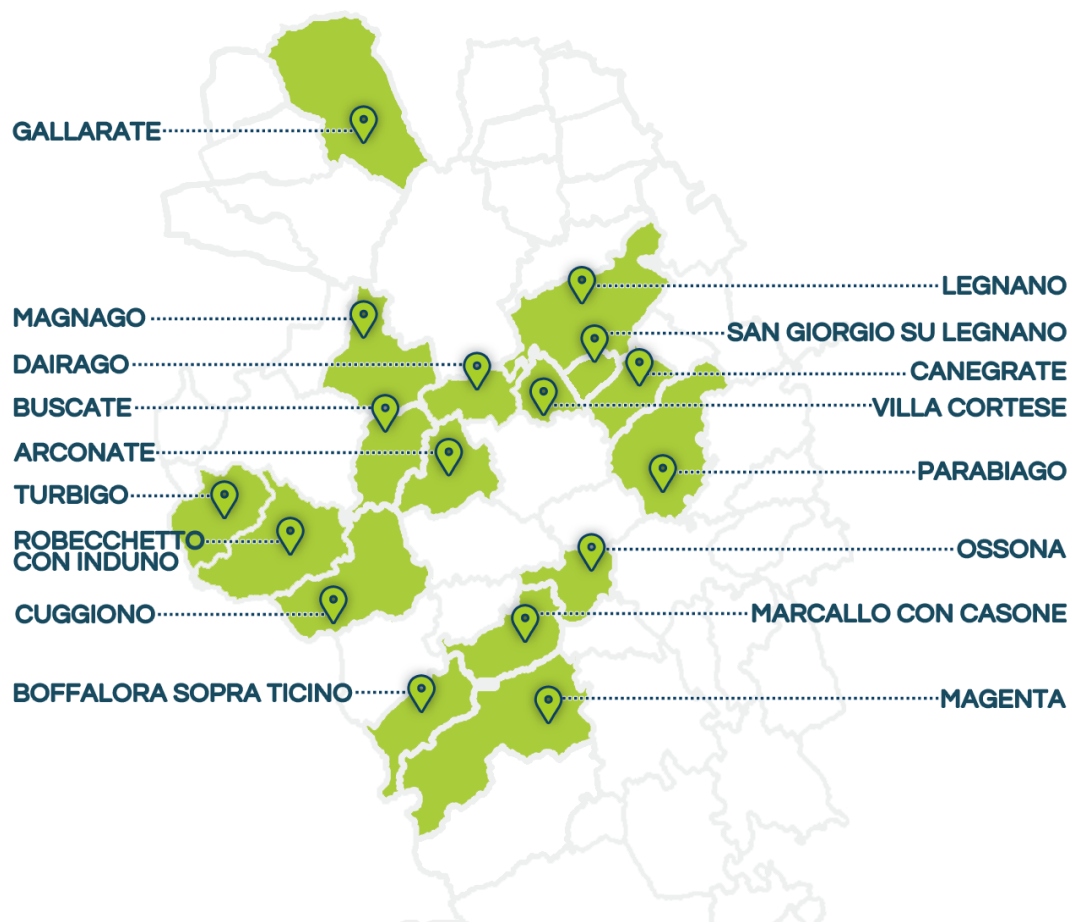 GALLARATE
MAGNAGO
DAIRAGO
BUSCATE
ARCONATE
TURBIGO
ROBECCHETTO
CON INDUNO
CUGGIONO
BOFFALORA SOPRA TICINO
LEGNANO
SAN GIORGIO SU LEGNANO
CANEGRATE
VILLA CORTESE
PARABIAGO
OSSONA
MARCALLO CON CASONE
MAGENTA